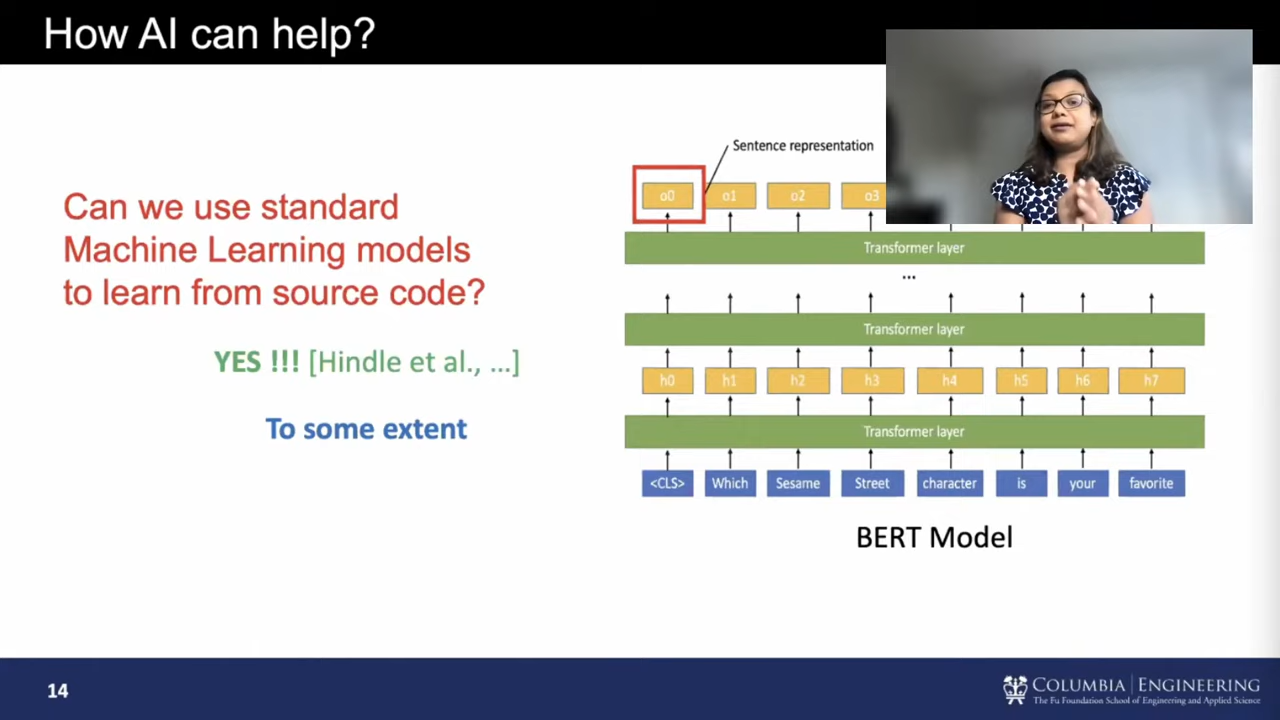 How AI can help?
Can we use standard
Machine Learning models
to learn from source code?
YES !!! [Hindle et al., ...]
To some extent
Sentence representation
o0 o1 o2 o3
Transformer layer
...
Transformer layer
h0 h1 h2 h3 h4 h5 h6 h7
Transformer layer
<CLS> Which Sesame Street character is your favorite
BERT Model
14
COLUMBIA | ENGINEERING
The Fu Foundation School of Engineering and Applied Science